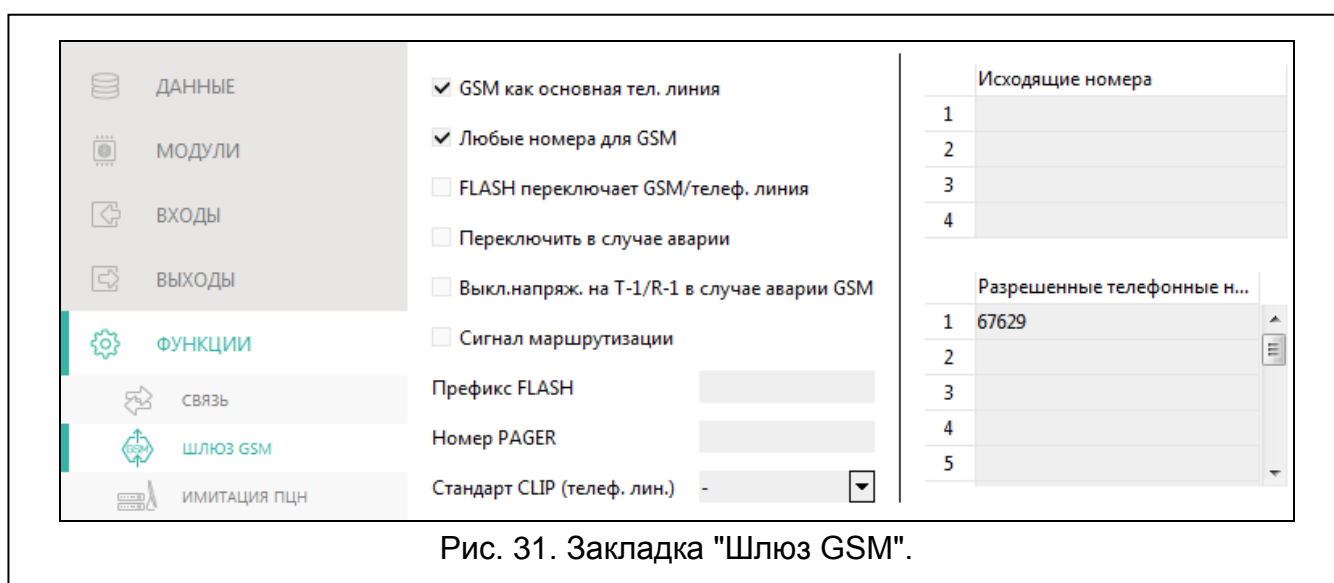 ДАННЫЕ
МОДУЛИ
ВХОДЫ
ВЫХОДЫ
ФУНКЦИИ
СВЯЗЬ
GSM
ШЛЮЗ GSM
ИМИТАЦИЯ ПЦН
GSM как основная тел. линия
Любые номера для GSM
FLASH переключает GSM/телеф. линия
Переключить в случае аварии
Выкл.напряж. на T-1/R-1 в случае аварии GSM
Сигнал маршрутизации
Префикс FLASH
Номер PAGER
Стандарт CLIP (телеф. лин.) -
Исходящие номера
1
2
3
4
Разрешенные телефонные н...
1 67629
2
3
4
5
Рис. 31. Закладка "Шлюз GSM".